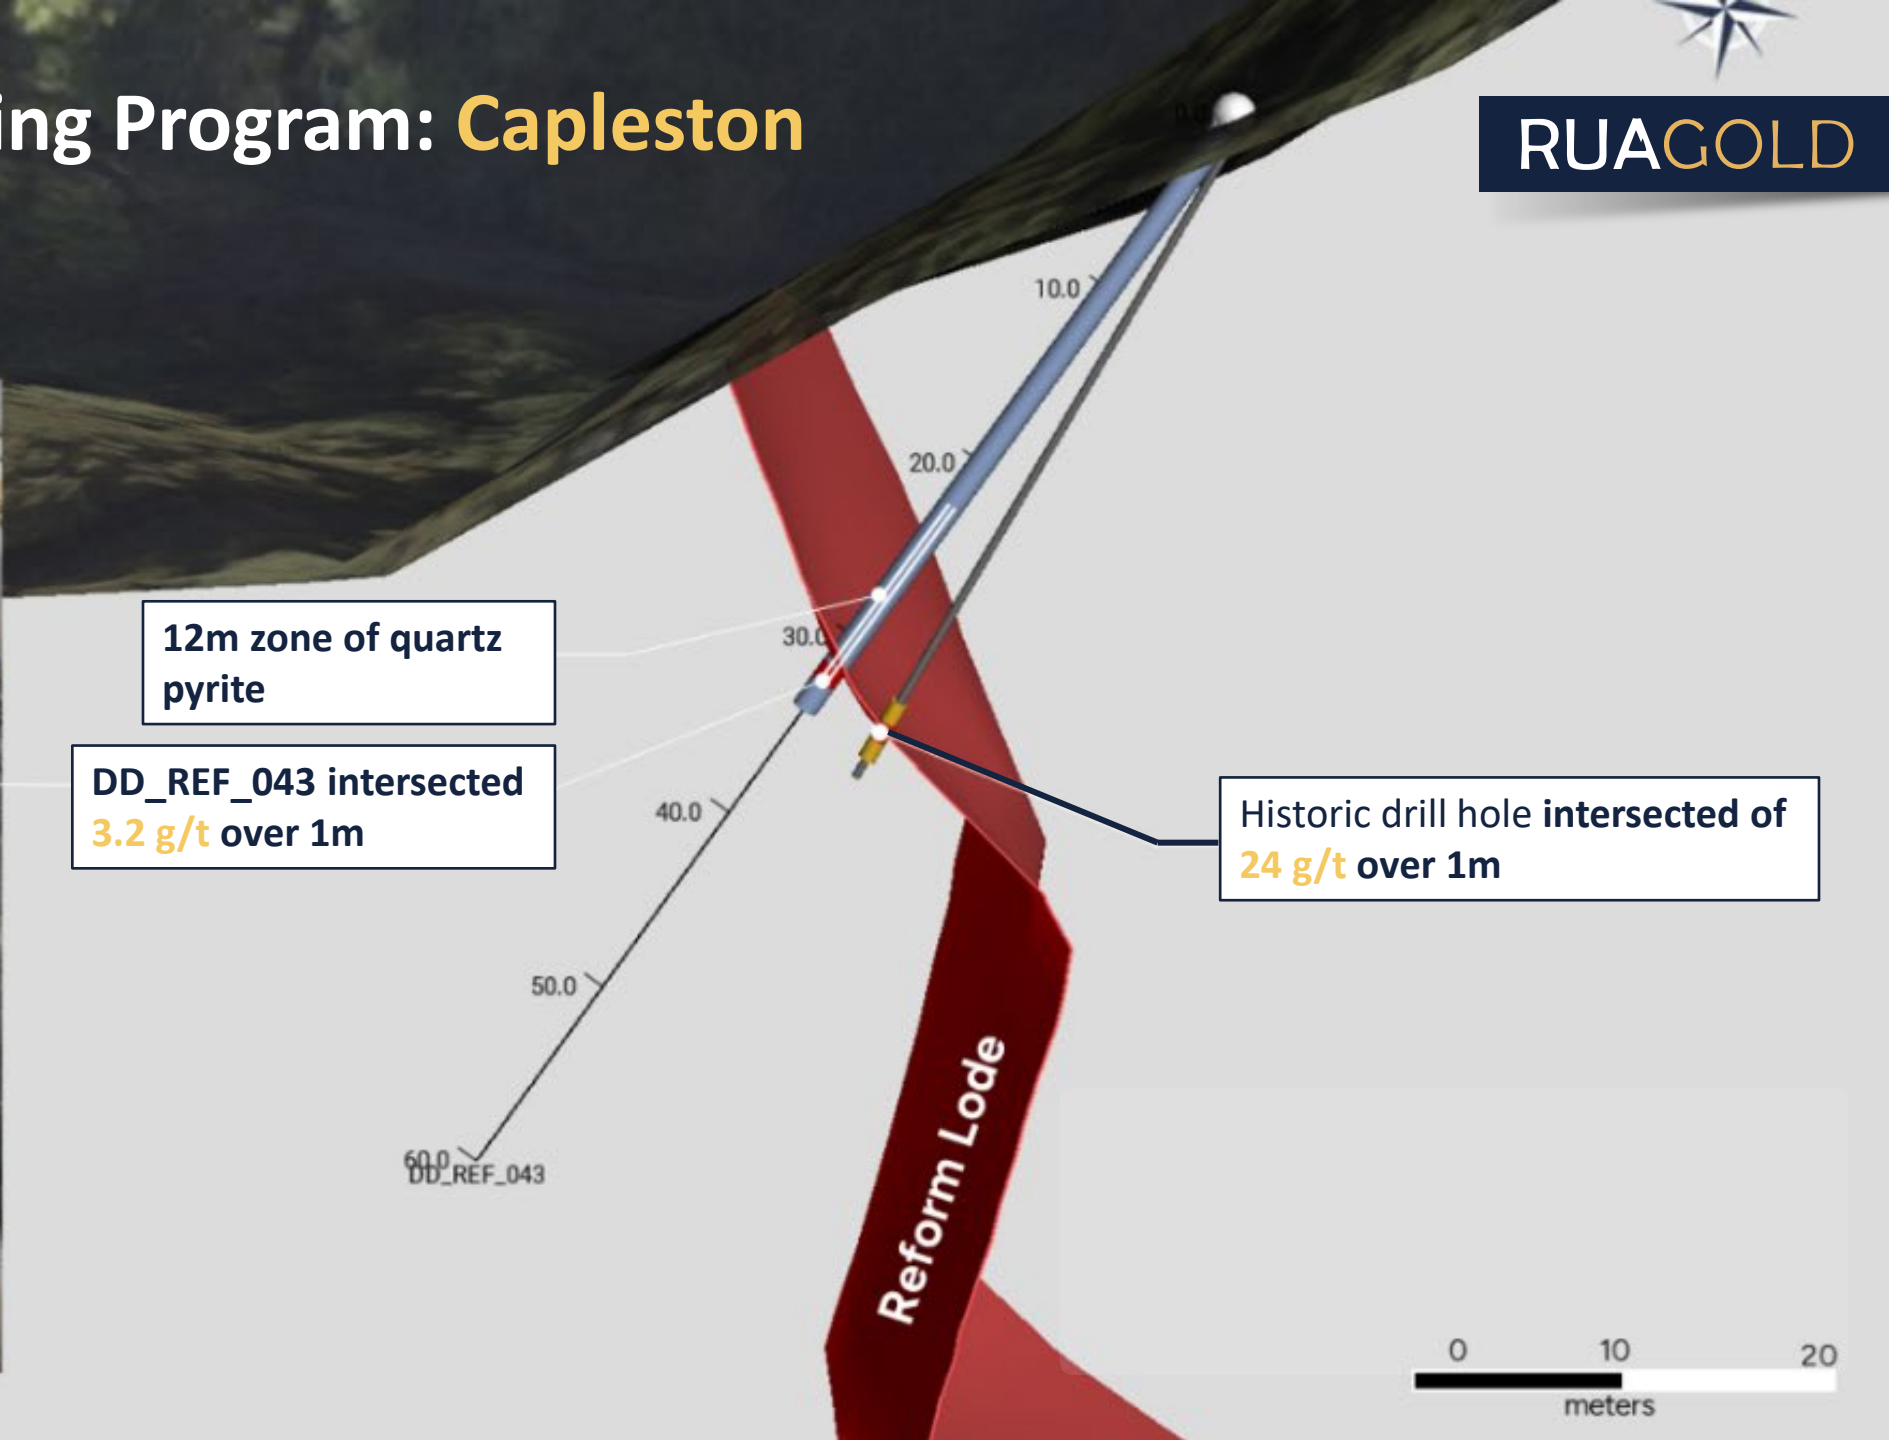 ing Program: Capleston
RUAGOLD
0.0
10.0
20.0
30.0
40.0
50.0
60.0
DD_REF_043
12m zone of quartz
pyrite
DD_REF_043 intersected
3.2 g/t over 1m
Historic drill hole intersected of
24 g/t over 1m
Reform Lode
0 10 20
meters